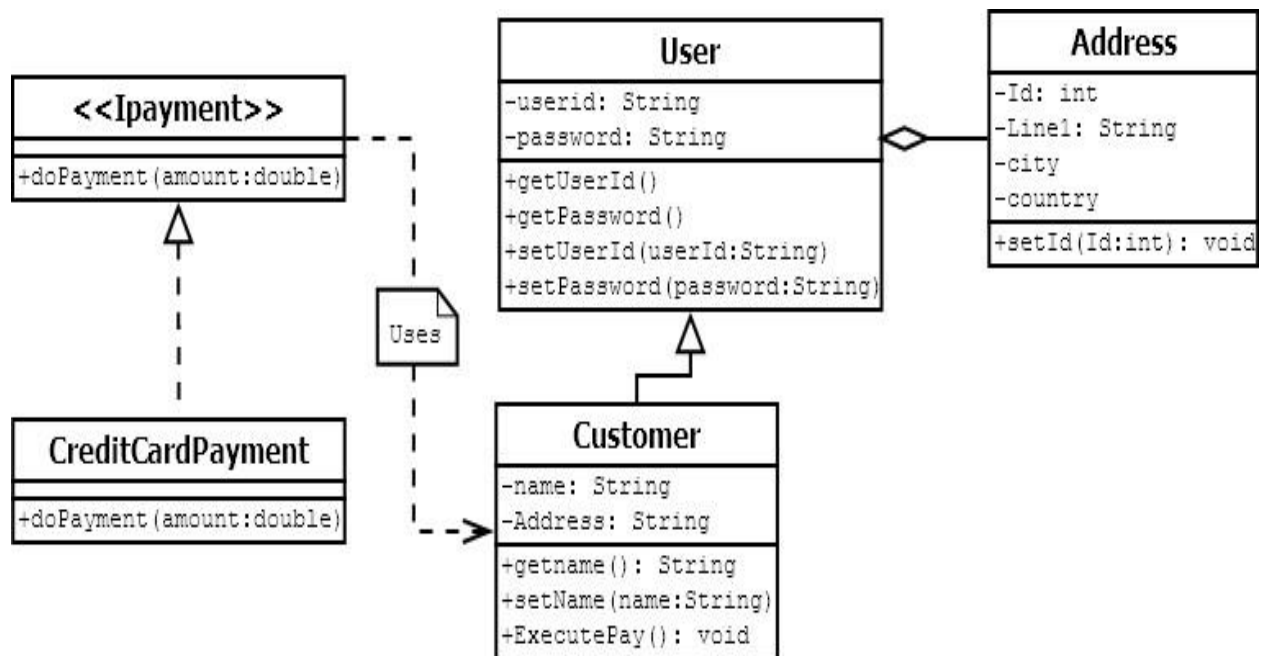 <<Ipayment>>
+doPayment(amount:double)
CreditCardPayment
+doPayment(amount:double)
Uses
User
-userid: String
-password: String
+getUserId()
+getPassword()
+setUserId(userId:String)
+setPassword(password:String)
Address
-Id: int
-Line1: String
-city
-country
+setId(Id:int): void
Customer
-name: String
-Address: String
+getname(): String
+setName(name:String)
+ExecutePay(): void